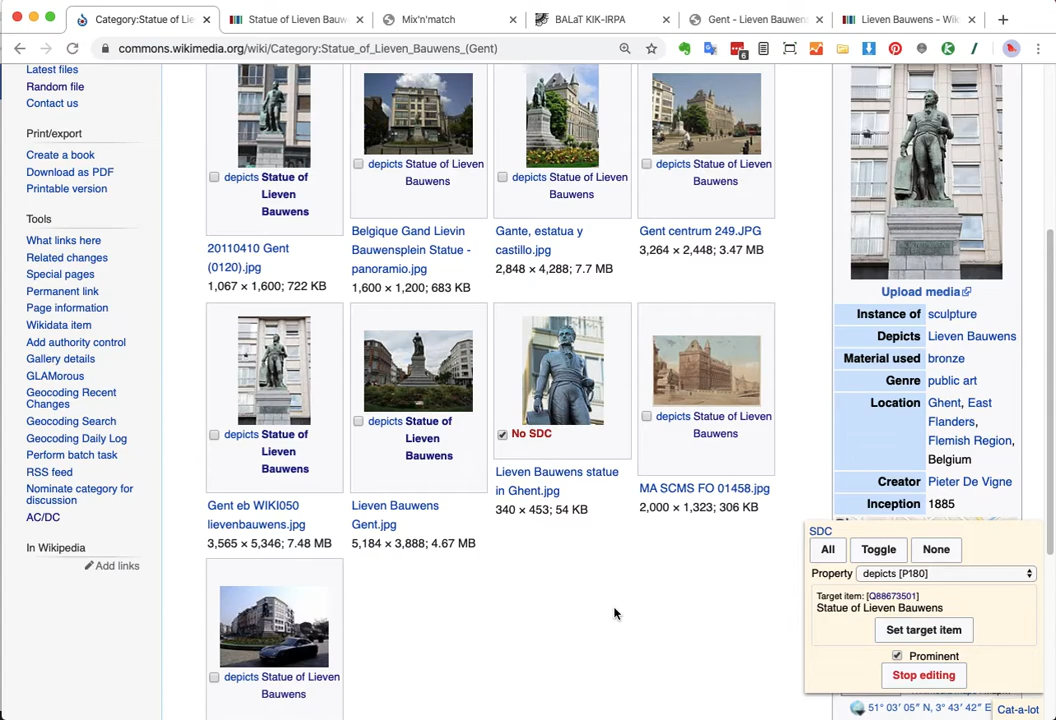 Category:Statue of Lie
Statue of Lieven Bauw
Mix'n'match
BALaT KIK-IRPA
Gent - Lieven Bauwen
Lieven Bauwens - Wik
commons.wikimedia.org/wiki/Category:Statue_of_Lieven_Bauwens_(Gent)
6
Latest files
Random file
Contact us
Print/export
Create a book
Download as PDF
Printable version
Tools
What links here
Related changes
Special pages
Permanent link
Page information
Wikidata item
Add authority control
Gallery details
GLAMorous
Geocoding Recent
Changes
Geocoding Search
Geocoding Daily Log
Perform batch task
RSS feed
Nominate category for
discussion
AC/DC
In Wikipedia
Add links
depicts Statue of
Lieven
Bauwens
20110410 Gent
(0120).jpg
1,067 × 1,600; 722 KB
depicts Statue of Lieven
Bauwens
Belgique Gand Lievin
Bauwensplein Statue -
panoramio.jpg
1,600 × 1,200; 683 KB
depicts Statue of Lieven
Bauwens
Gante, estatua y
castillo.jpg
2,848 × 4,288; 7.7 MB
depicts Statue of Lieven
Bauwens
Gent centrum 249.JPG
3,264 × 2,448; 3.47 MB
depicts Statue of
Lieven
Bauwens
Gent eb WIKI050
lievenbauwens.jpg
3,565 × 5,346; 7.48 MB
depicts Statue of
Lieven
Bauwens
Lieven Bauwens
Gent.jpg
5,184 × 3,888; 4.67 MB
No SDC
Lieven Bauwens statue
in Ghent.jpg
340 × 453; 54 KB
depicts Statue of Lieven
Bauwens
MA SCMS FO 01458.jpg
2,000 × 1,323; 306 KB
depicts Statue of Lieven
Bauwens
Upload media
Instance of sculpture
Depicts Lieven Bauwens
Material used bronze
Genre public art
Location Ghent, East
Flanders,
Flemish Region,
Belgium
Creator Pieter De Vigne
Inception 1885
SDC
All Toggle None
Property depicts [P180]
Target item: [Q88673501]
Statue of Lieven Bauwens
Set target item
Prominent
Stop editing
51° 03′ 05″ N, 3° 43′ 42″ E
Cat-a-lot